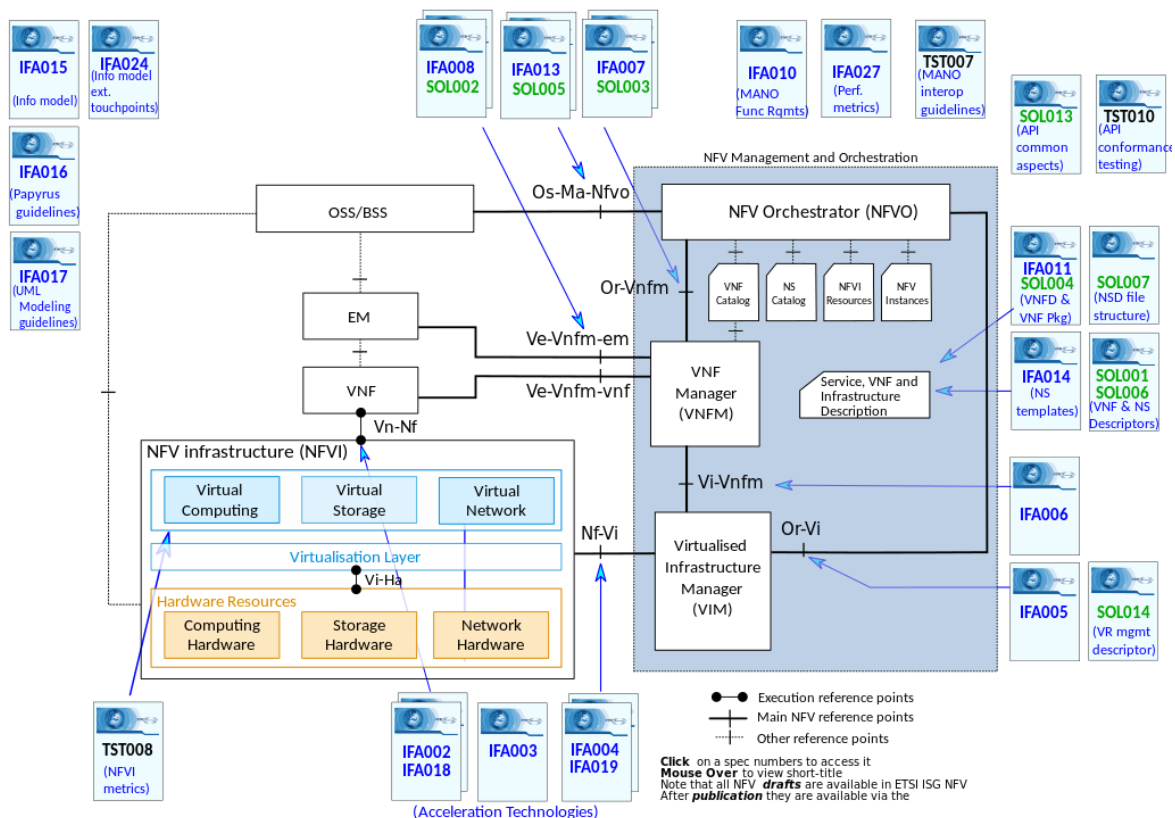 IFA015
(Info model)
IFA024
(Info model
ext.
touchpoints)
IFA008
SOL002
IFA013
SOL005
IFA007
SOL003
IFA010
(MANO
Func Rqmts)
IFA027
(Perf.
metrics)
TST007
(MANO
interop
guidelines)
SOL013
(API
common
aspects)
TST010
(API
conformance
testing)
IFA016
(Papyrus
guidelines)
IFA017
(UML
Modeling
guidelines)
NFV Management and Orchestration
OSS/BSS
Os-Ma-Nfvo
NFV Orchestrator (NFVO)
Or-Vnfm
VNF
Catalog
NS
Catalog
NFVI
Resources
NFV
Instances
IFA011
SOL004
(VNFD &
VNF Pkg)
SOL007
(NSD file
structure)
EM
Ve-Vnfm-em
VNF
Ve-Vnfm-vnf
VNF
Manager
(VNFM)
Service, VNF and
Infrastructure
Description
IFA014
(NS
templates)
SOL001
SOL006
(VNF & NS
Descriptors)
Vn-Nf
NFV infrastructure (NFVI)
Virtual
Computing
Virtual
Storage
Virtual
Network
Vi-Vnfm
IFA006
Nf-Vi
Virtualised
Infrastructure
Manager
(VIM)
Or-Vi
Virtualisation Layer
Vi-Ha
Hardware Resources
Computing
Hardware
Storage
Hardware
Network
Hardware
IFA005
SOL014
(VR mgmt
descriptor)
TST008
(NFVI
metrics)
IFA002
IFA018
IFA003
IFA004
IFA019
(Acceleration Technologies)
Execution reference points
Main NFV reference points
Other reference points
Click on a spec numbers to access it
Mouse Over to view short-title
Note that all NFV drafts are available in ETSI ISG NFV
After publication they are available via the